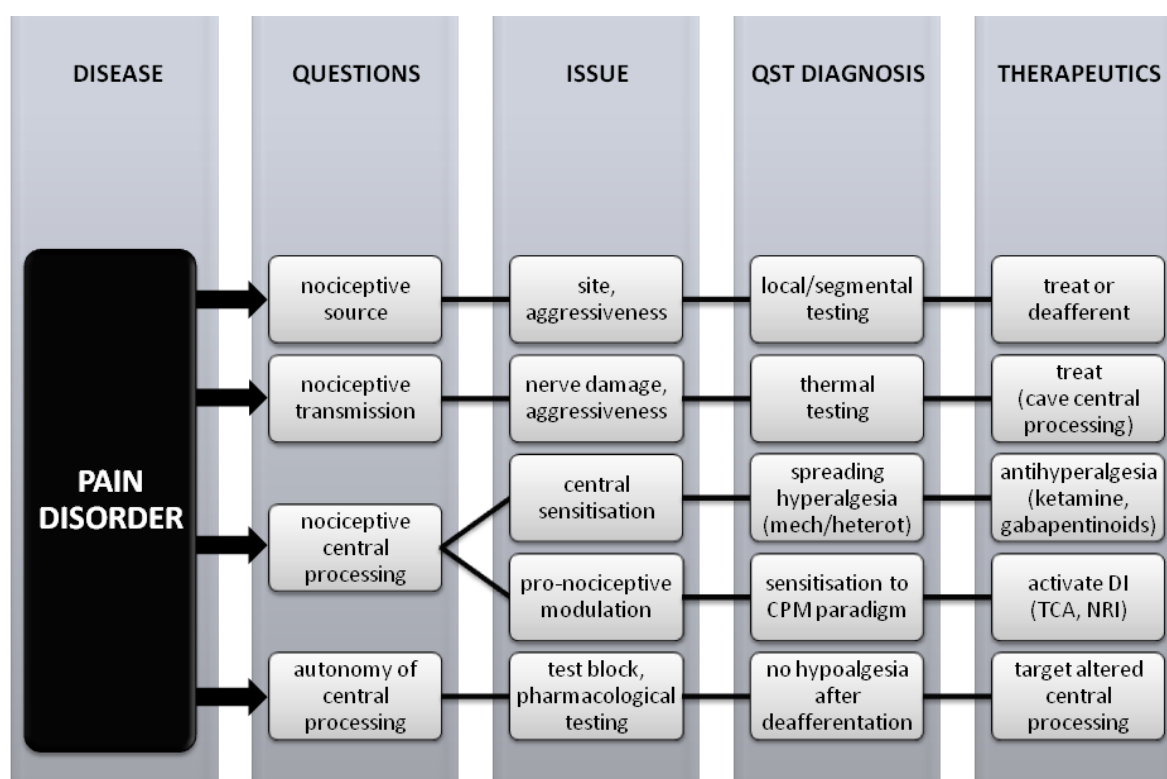 DISEASE
QUESTIONS
ISSUE
QST DIAGNOSIS
THERAPEUTICS
PAIN
DISORDER
nociceptive
source
site,
aggressiveness
local/segmental
testing
treat or
deafferent
nociceptive
transmission
nerve damage,
aggressiveness
thermal
testing
treat
(cave central
processing)
nociceptive
central
processing
central
sensitisation
spreading
hyperalgesia
(mech/heterot)
antihyperalgesia
(ketamine,
gabapentinoids)
pro-nociceptive
modulation
sensitisation to
CPM paradigm
activate DI
(TCA, NRI)
autonomy of
central
processing
test block,
pharmacological
testing
no hypoalgesia
after
deafferentation
target altered
central
processing